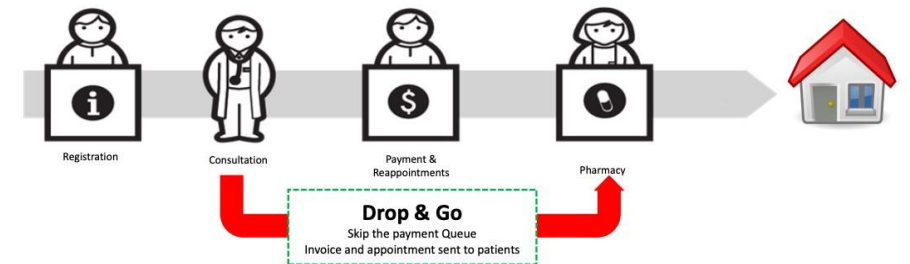 i
$
Registration
Consultation
Payment &
Reappointments
Pharmacy
Drop & Go
Skip the payment Queue
Invoice and appointment sent to patients